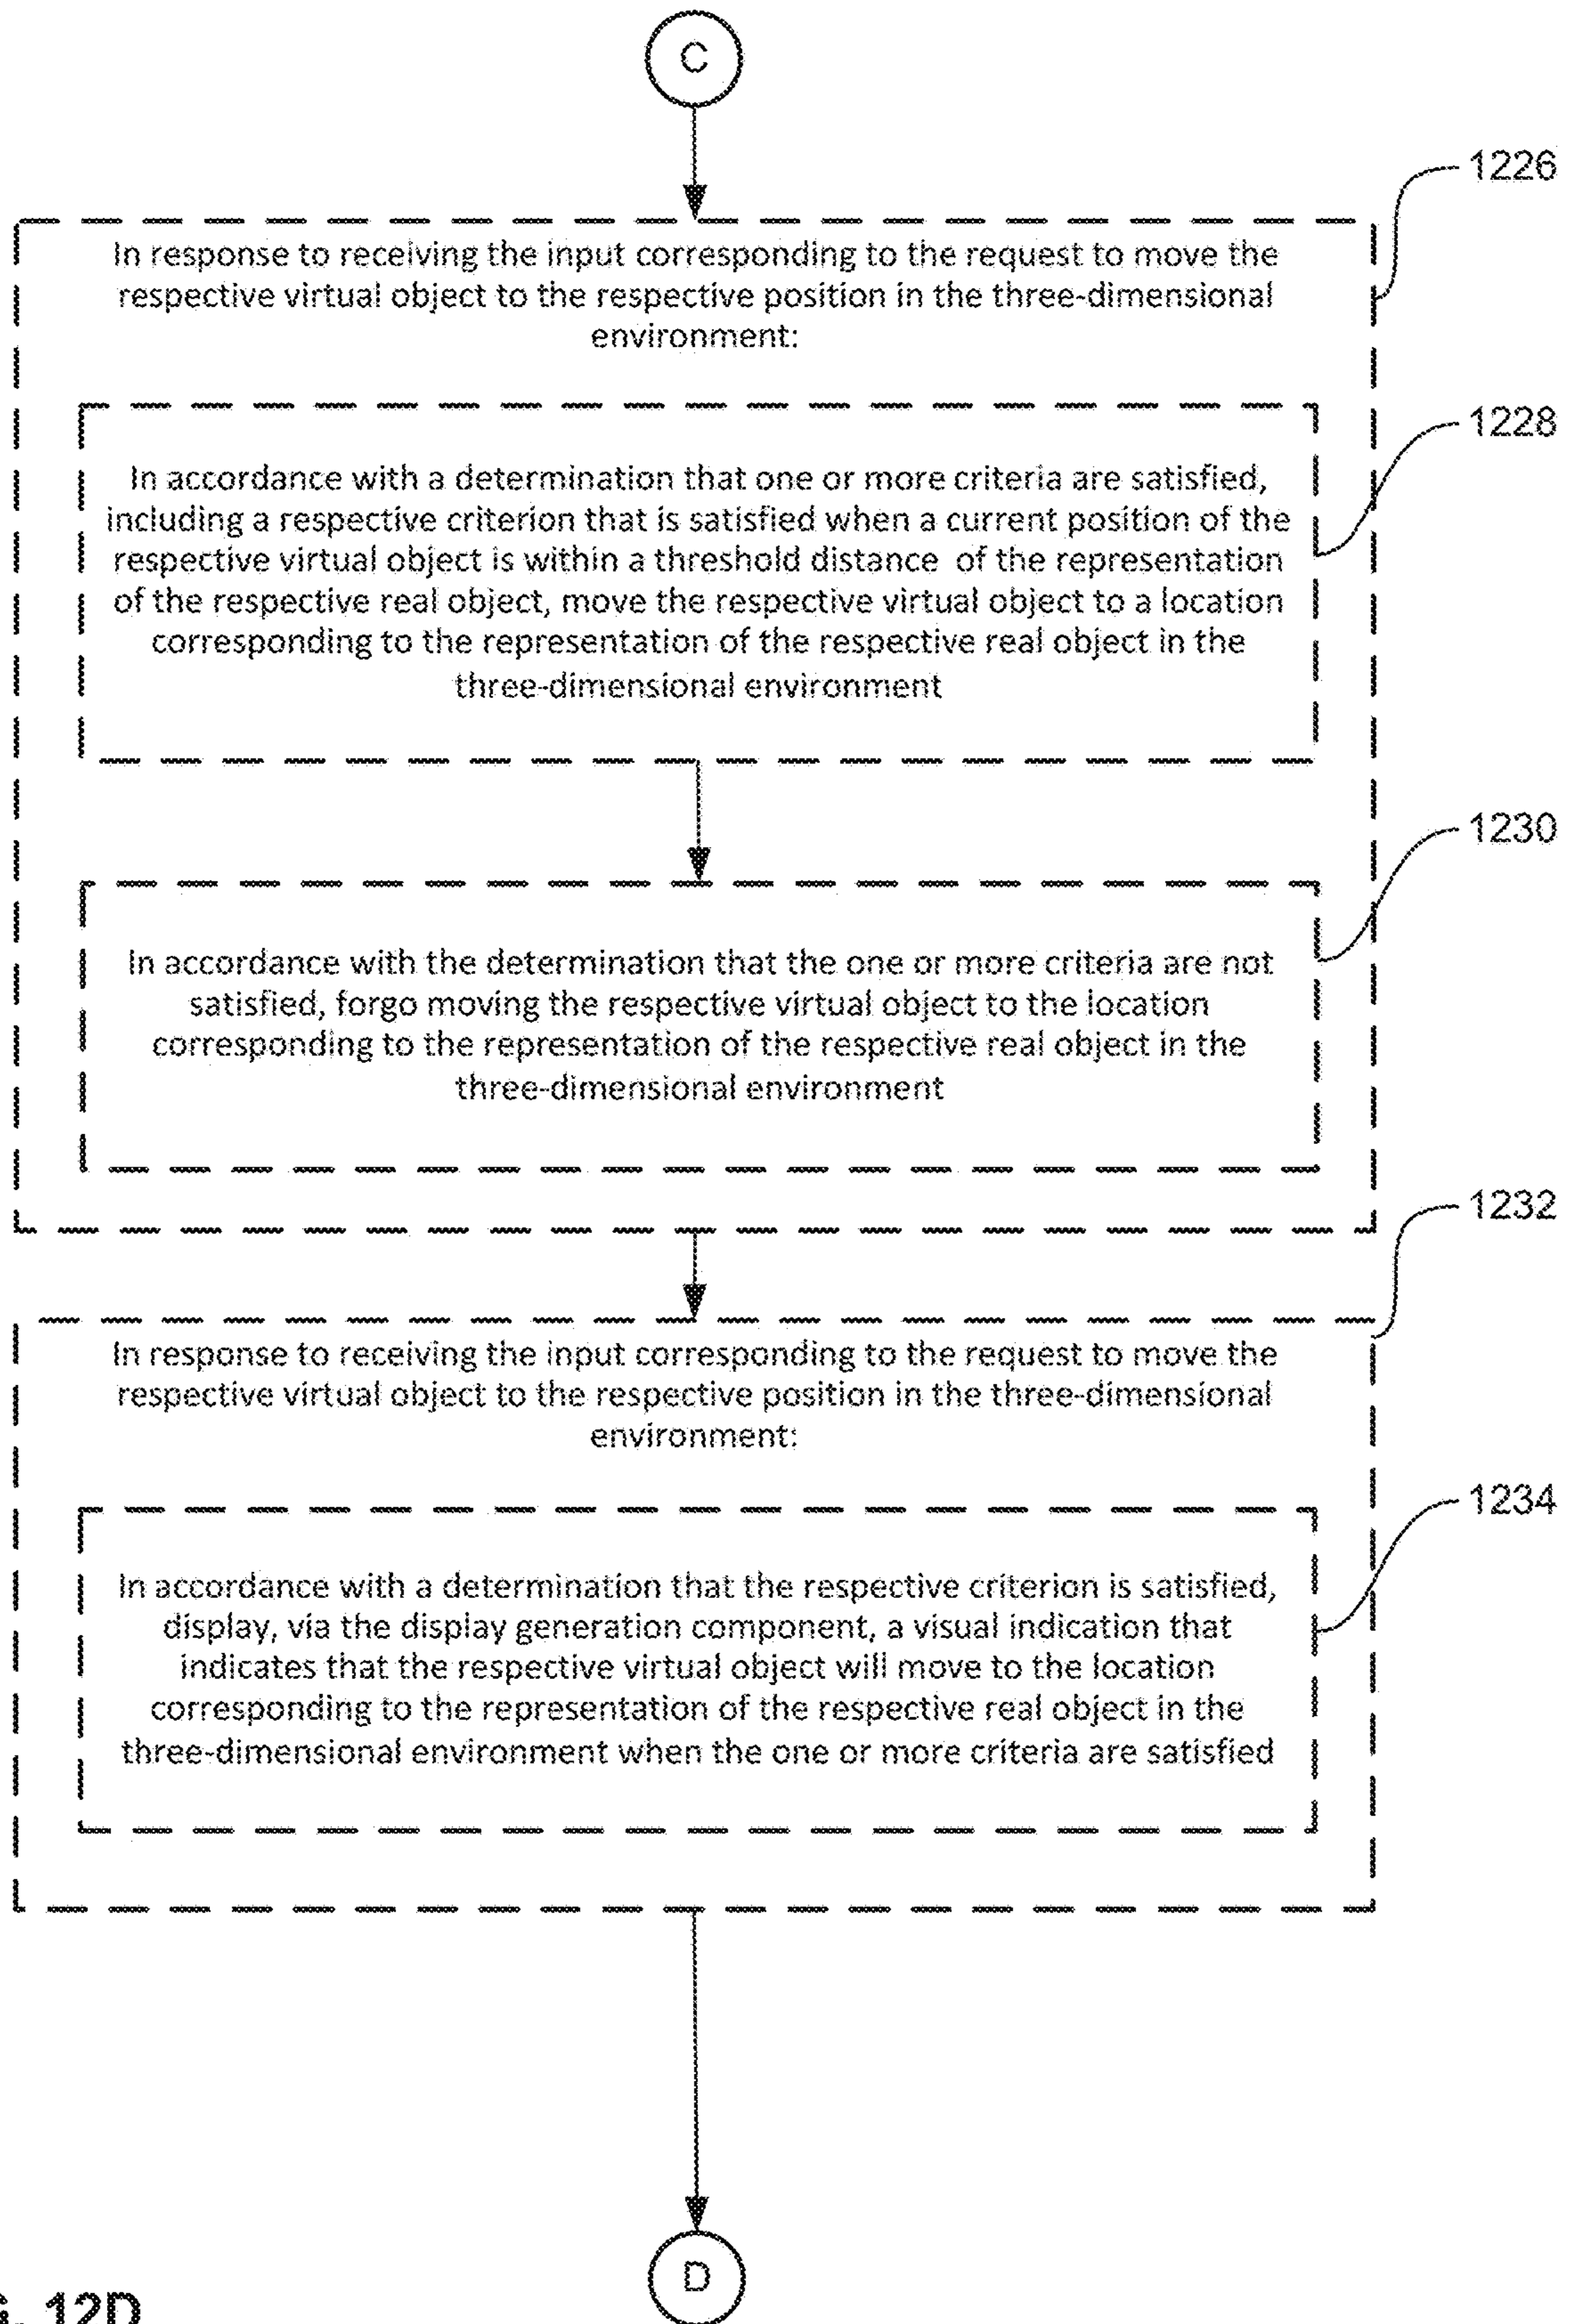 C
1226
In response to receiving the input corresponding to the request to move the
respective virtual object to the respective position in the three-dimensional
environment:
1228
In accordance with a determination that one or more criteria are satisfied,
including a respective criterion that is satisfied when a current position of the
respective virtual object is within a threshold distance of the representation
of the respective real object, move the respective virtual object to a location
corresponding to the representation of the respective real object in the
three-dimensional environment
1230
In accordance with the determination that the one or more criteria are not
satisfied, forgo moving the respective virtual object to the location
corresponding to the representation of the respective real object in the
three-dimensional environment
1232
In response to receiving the input corresponding to the request to move the
respective virtual object to the respective position in the three-dimensional
environment:
1234
In accordance with a determination that the respective criterion is satisfied,
display, via the display generation component, a visual indication that
indicates that the respective virtual object will move to the location
corresponding to the representation of the respective real object in the
three-dimensional environment when the one or more criteria are satisfied
D
12D